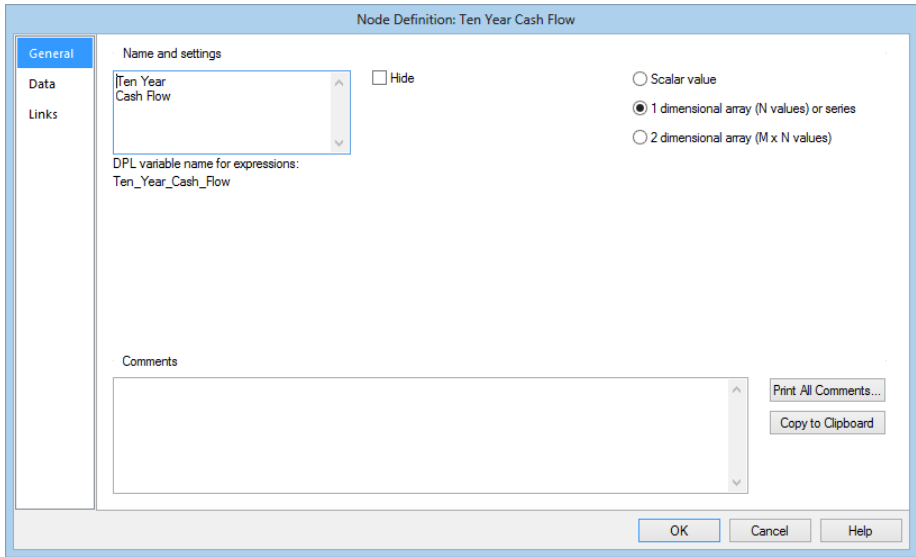 Node Definition: Ten Year Cash Flow
General
Data
Links
Name and settings
Ten Year
Cash Flow
Hide
Scalar value
1 dimensional array (N values) or series
2 dimensional array (M x N values)
DPL variable name for expressions:
Ten_Year_Cash_Flow
Comments
Print All Comments...
Copy to Clipboard
OK
Cancel
Help